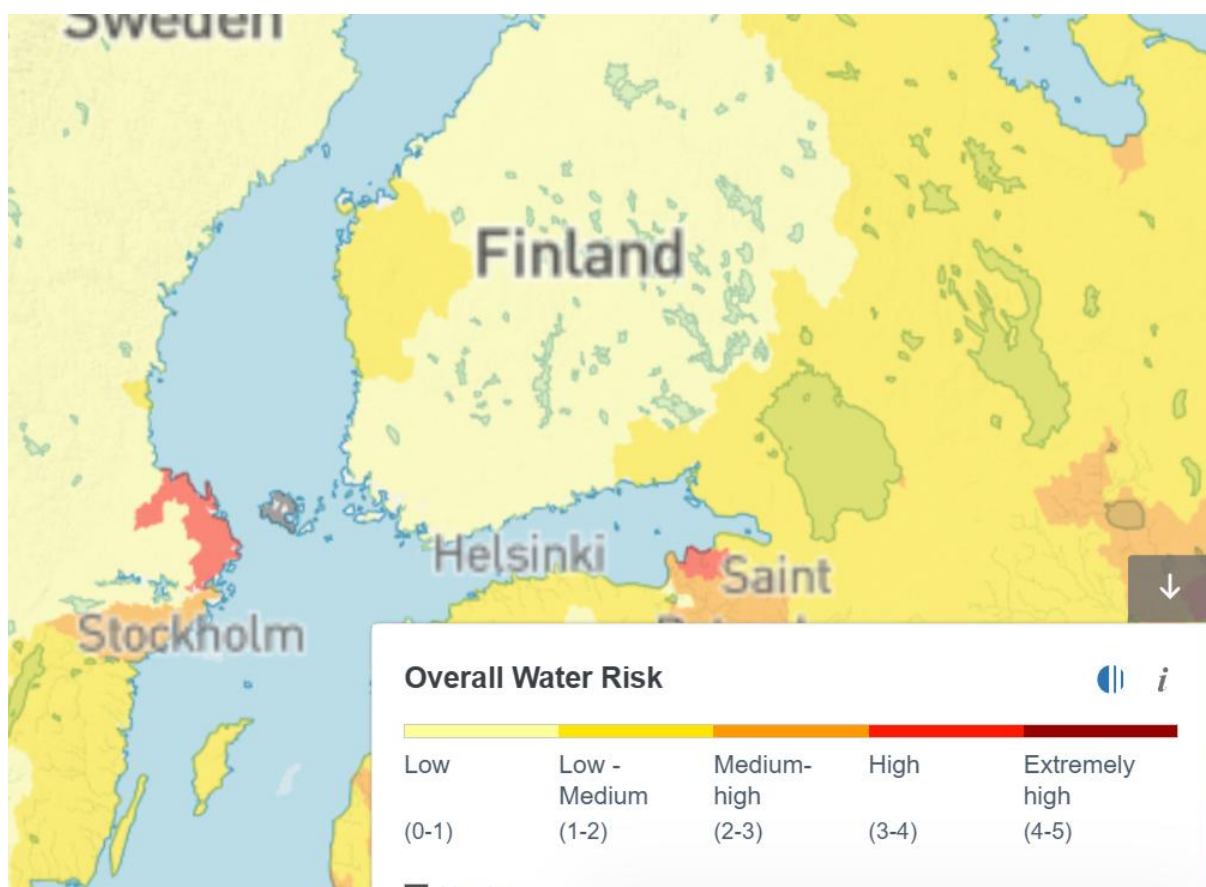 Sweden
Finland
Helsinki
Saint
Stockholm
Overall Water Risk
i
Low
Low -
Medium
Medium-
high
High
Extremely
high
(0-1)
(1-2)
(2-3)
(3-4)
(4-5)